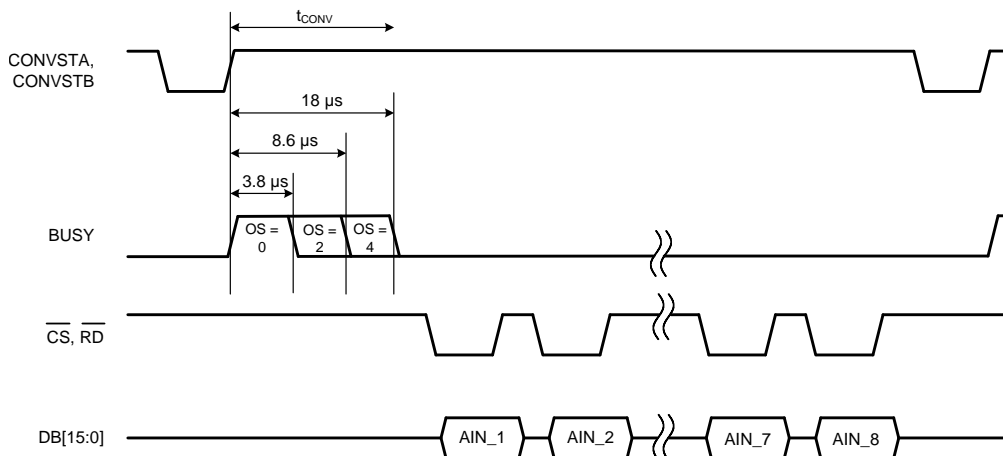 tCONV
CONVSTA,
CONVSTB
18 µs
8.6 µs
3.8 µs
BUSY
OS =
0
OS =
2
OS =
4
CS, RD
DB[15:0]
AIN_1
AIN_2
AIN_7
AIN_8